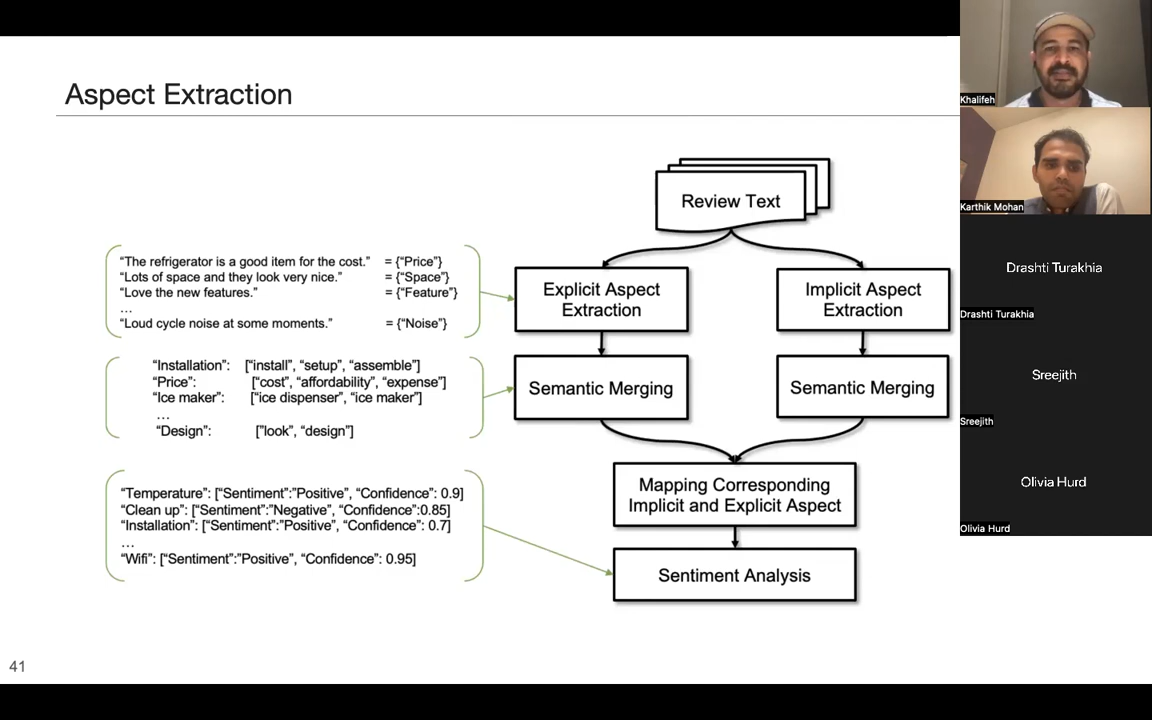 Aspect Extraction
Review Text
“The refrigerator is a good item for the cost.” = {“Price”}
“Lots of space and they look very nice.” = {“Space”}
“Love the new features.” = {“Feature”}
…
“Loud cycle noise at some moments.” = {“Noise”}
Explicit Aspect
Extraction
Implicit Aspect
Extraction
“Installation”: [“install”, “setup”, “assemble”]
“Price”: [“cost”, “affordability”, “expense”]
“Ice maker”: [“ice dispenser”, “ice maker”]
…
“Design”: [”look”, “design”]
Semantic Merging
Semantic Merging
Mapping Corresponding
Implicit and Explicit Aspect
“Temperature”: [“Sentiment”:”Positive”, “Confidence”: 0.9]
“Clean up”: [“Sentiment”:”Negative”, “Confidence”:0.85]
“Installation”: [“Sentiment”:”Positive”, “Confidence”: 0.7]
…
“Wifi”: [“Sentiment”:”Positive”, “Confidence”: 0.95]
Sentiment Analysis
41
Khalifeh
Karthik Mohan
Drashti Turakhia
Drashti Turakhia
Sreejith
Sreejith
Olivia Hurd
Olivia Hurd